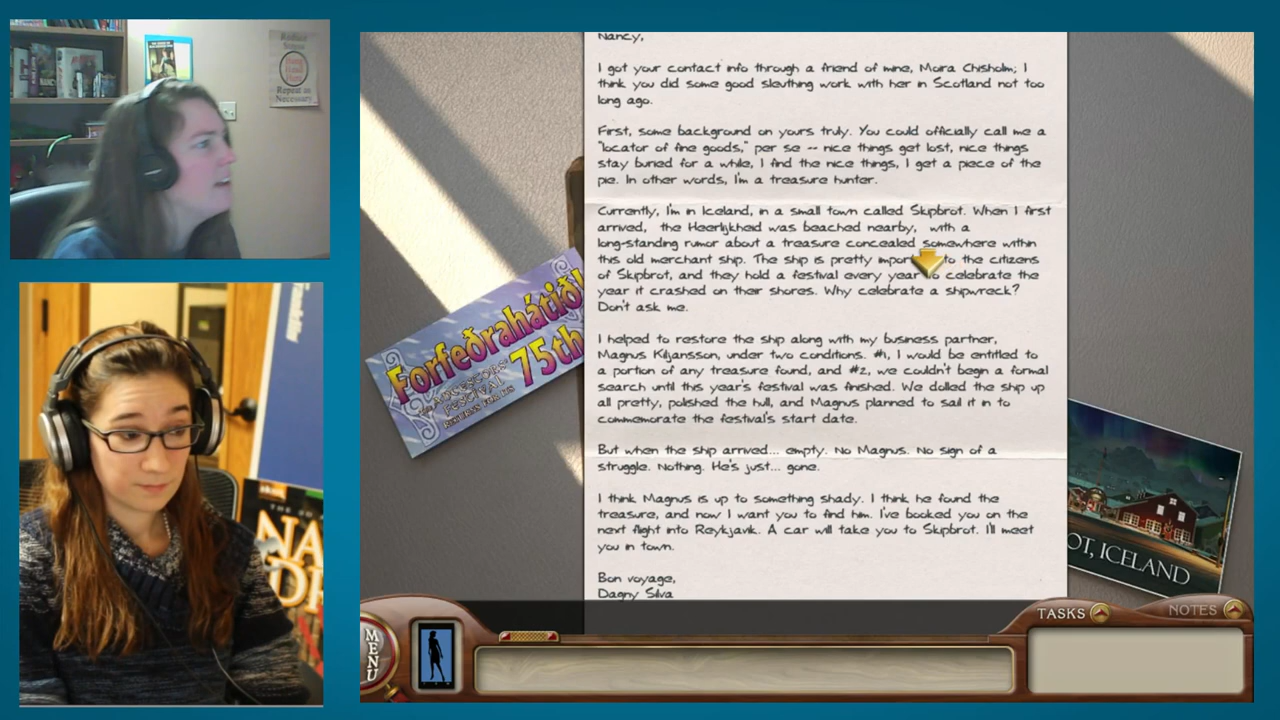 Repeat as
Necessary
Nancy,
I got your contact info through a friend of mine, Moira Chisholm; I
think you did some good sleuthing work with her in Scotland not too
long ago.
First, some background on yours truly. You could officially call me a
"locator of fine goods," per se -- nice things get lost, nice things
stay buried for a while, I find the nice things, I get a piece of the
pie. In other words, I'm a treasure hunter.
Currently, I'm in Iceland, in a small town called Skipbrot. When I first
arrived, the Heerlijkheid was beached nearby, with a
long-standing rumor about a treasure concealed somewhere within
this old merchant ship. The ship is pretty impor to the citizens
of Skipbrot, and they hold a festival every year to celebrate the
year it crashed on their shores. Why celebrate a shipwreck?
Don't ask me.
I helped to restore the ship along with my business partner,
Magnus Kiljansson, under two conditions. #1, I would be entitled to
a portion of any treasure found, and #2, we couldn't begin a formal
search until this year's festival was finished. We dolled the ship up
all pretty, polished the hull, and Magnus planned to sail it in to
commemorate the festival's start date.
But when the ship arrived... empty. No Magnus. No sign of a
struggle. Nothing. He's just... gone.
I think Magnus is up to something shady. I think he found the
treasure, and now I want you to find him. I've booked you on the
next flight into Reykjavik. A car will take you to Skipbrot. I'll meet
you in town.
Bon voyage,
Dagny Silva
Forfeðrahátíðin
75th
The ANCESTORS
FESTIVAL
RETURNS FOR ITS
OT, ICELAND
NA
DR
MENU
TASKS
NOTES